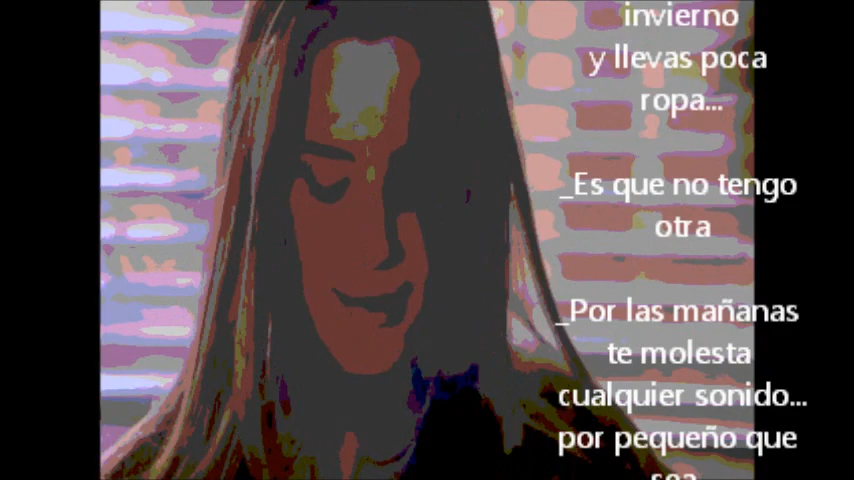 invierno
y llevas poca
ropa...
_Es que no tengo
otra
_Por las mañanas
te molesta
cualquier sonido...
por pequeño que
sea